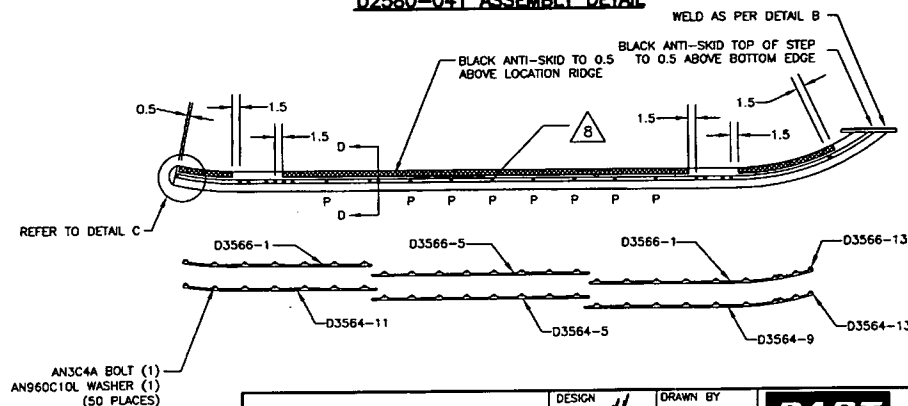 D2580-041 ASSEMBLY DETAIL
WELD AS PER DETAIL B
BLACK ANTI-SKID TO 0.5
ABOVE LOCATION RIDGE
BLACK ANTI-SKID TOP OF STEP
TO 0.5 ABOVE BOTTOM EDGE
0.5
1.5
1.5
1.5
1.5
1.5
8
D
D
P P P P P P P P
REFER TO DETAIL C
D3566-1
D3566-5
D3566-1
D3566-13
D3564-11
D3564-5
D3564-9
D3564-13
AN3C4A BOLT (1)
AN960C10L WASHER (1)
(50 PLACES)
DESIGN
DRAWN BY